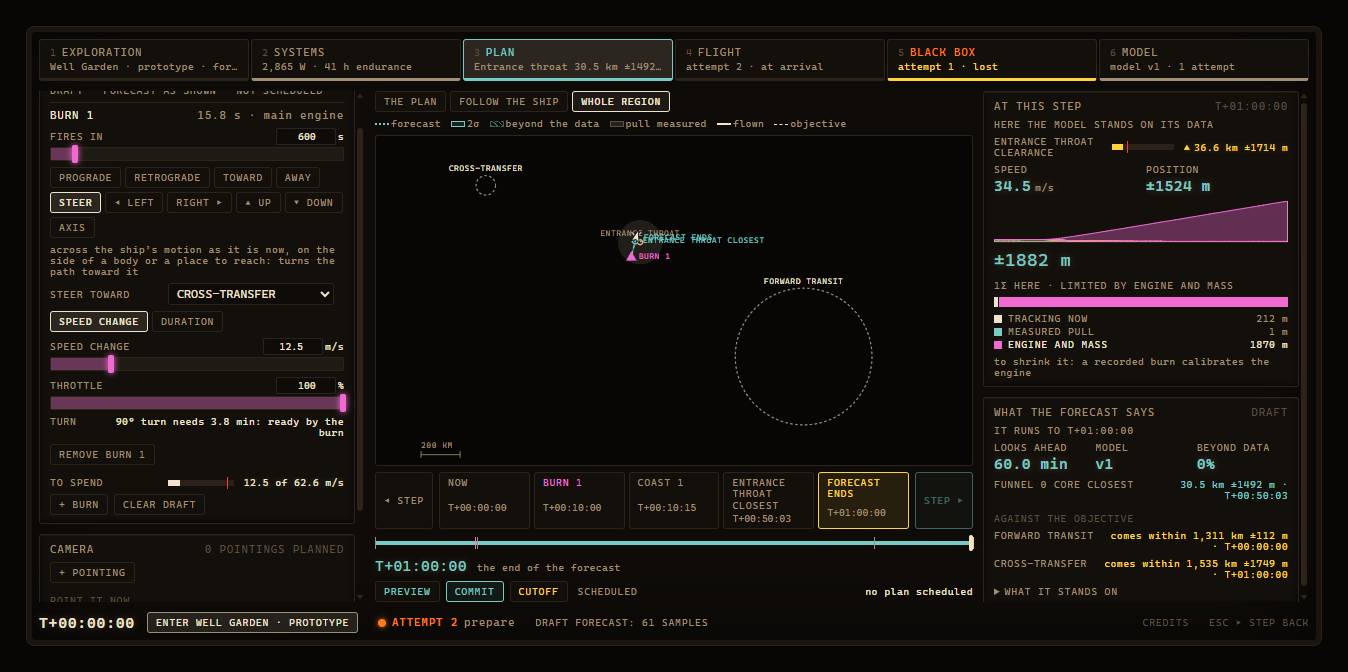 1 EXPLORATION
Well Garden · prototype · for…
2 SYSTEMS
2,865 W · 41 h endurance
3 PLAN
Entrance throat 30.5 km ±1492…
4 FLIGHT
attempt 2 · at arrival
5 BLACK BOX
attempt 1 · lost
6 MODEL
model v1 · 1 attempt
DRAFT · FORECAST AS SHOWN · NOT SCHEDULED
BURN 1 15.8 s · main engine
FIRES IN 600 s
PROGRADE RETROGRADE TOWARD AWAY
STEER ◂ LEFT RIGHT ▸ ▴ UP ▾ DOWN
AXIS
across the ship's motion as it is now, on the
side of a body or a place to reach: turns the
path toward it
STEER TOWARD CROSS-TRANSFER
SPEED CHANGE DURATION
SPEED CHANGE 12.5 m/s
THROTTLE 100 %
TURN 90° turn needs 3.8 min: ready by the
burn
REMOVE BURN 1
TO SPEND 12.5 of 62.6 m/s
+ BURN CLEAR DRAFT
CAMERA 0 POINTINGS PLANNED
+ POINTING
POINT IT NOW
THE PLAN FOLLOW THE SHIP WHOLE REGION
forecast 2σ beyond the data pull measured flown objective
CROSS-TRANSFER
ENTRANCE THROAT
FORECAST ENDS
ENTRANCE THROAT CLOSEST
BURN 1
FORWARD TRANSIT
200 KM
◂ STEP
NOW
T+00:00:00
BURN 1
T+00:10:00
COAST 1
T+00:10:15
ENTRANCE
THROAT
CLOSEST
T+00:50:03
FORECAST
ENDS
T+01:00:00
STEP ▸
T+01:00:00 the end of the forecast
PREVIEW COMMIT CUTOFF SCHEDULED no plan scheduled
AT THIS STEP T+01:00:00
HERE THE MODEL STANDS ON ITS DATA
ENTRANCE THROAT
CLEARANCE
▲ 36.6 km ±1714 m
SPEED POSITION
34.5 m/s ±1524 m
±1882 m
1Σ HERE · LIMITED BY ENGINE AND MASS
TRACKING NOW 212 m
MEASURED PULL 1 m
ENGINE AND MASS 1870 m
to shrink it: a recorded burn calibrates the
engine
WHAT THE FORECAST SAYS DRAFT
IT RUNS TO T+01:00:00
LOOKS AHEAD MODEL BEYOND DATA
60.0 min v1 0%
FUNNEL 0 CORE CLOSEST 30.5 km ±1492 m ·
T+00:50:03
AGAINST THE OBJECTIVE
FORWARD TRANSIT comes within 1,311 km ±112 m
· T+00:00:00
CROSS-TRANSFER comes within 1,535 km ±1749 m
· T+01:00:00
▶ WHAT IT STANDS ON
T+00:00:00 ENTER WELL GARDEN · PROTOTYPE ATTEMPT 2 prepare DRAFT FORECAST: 61 SAMPLES CREDITS ESC ▸ STEP BACK